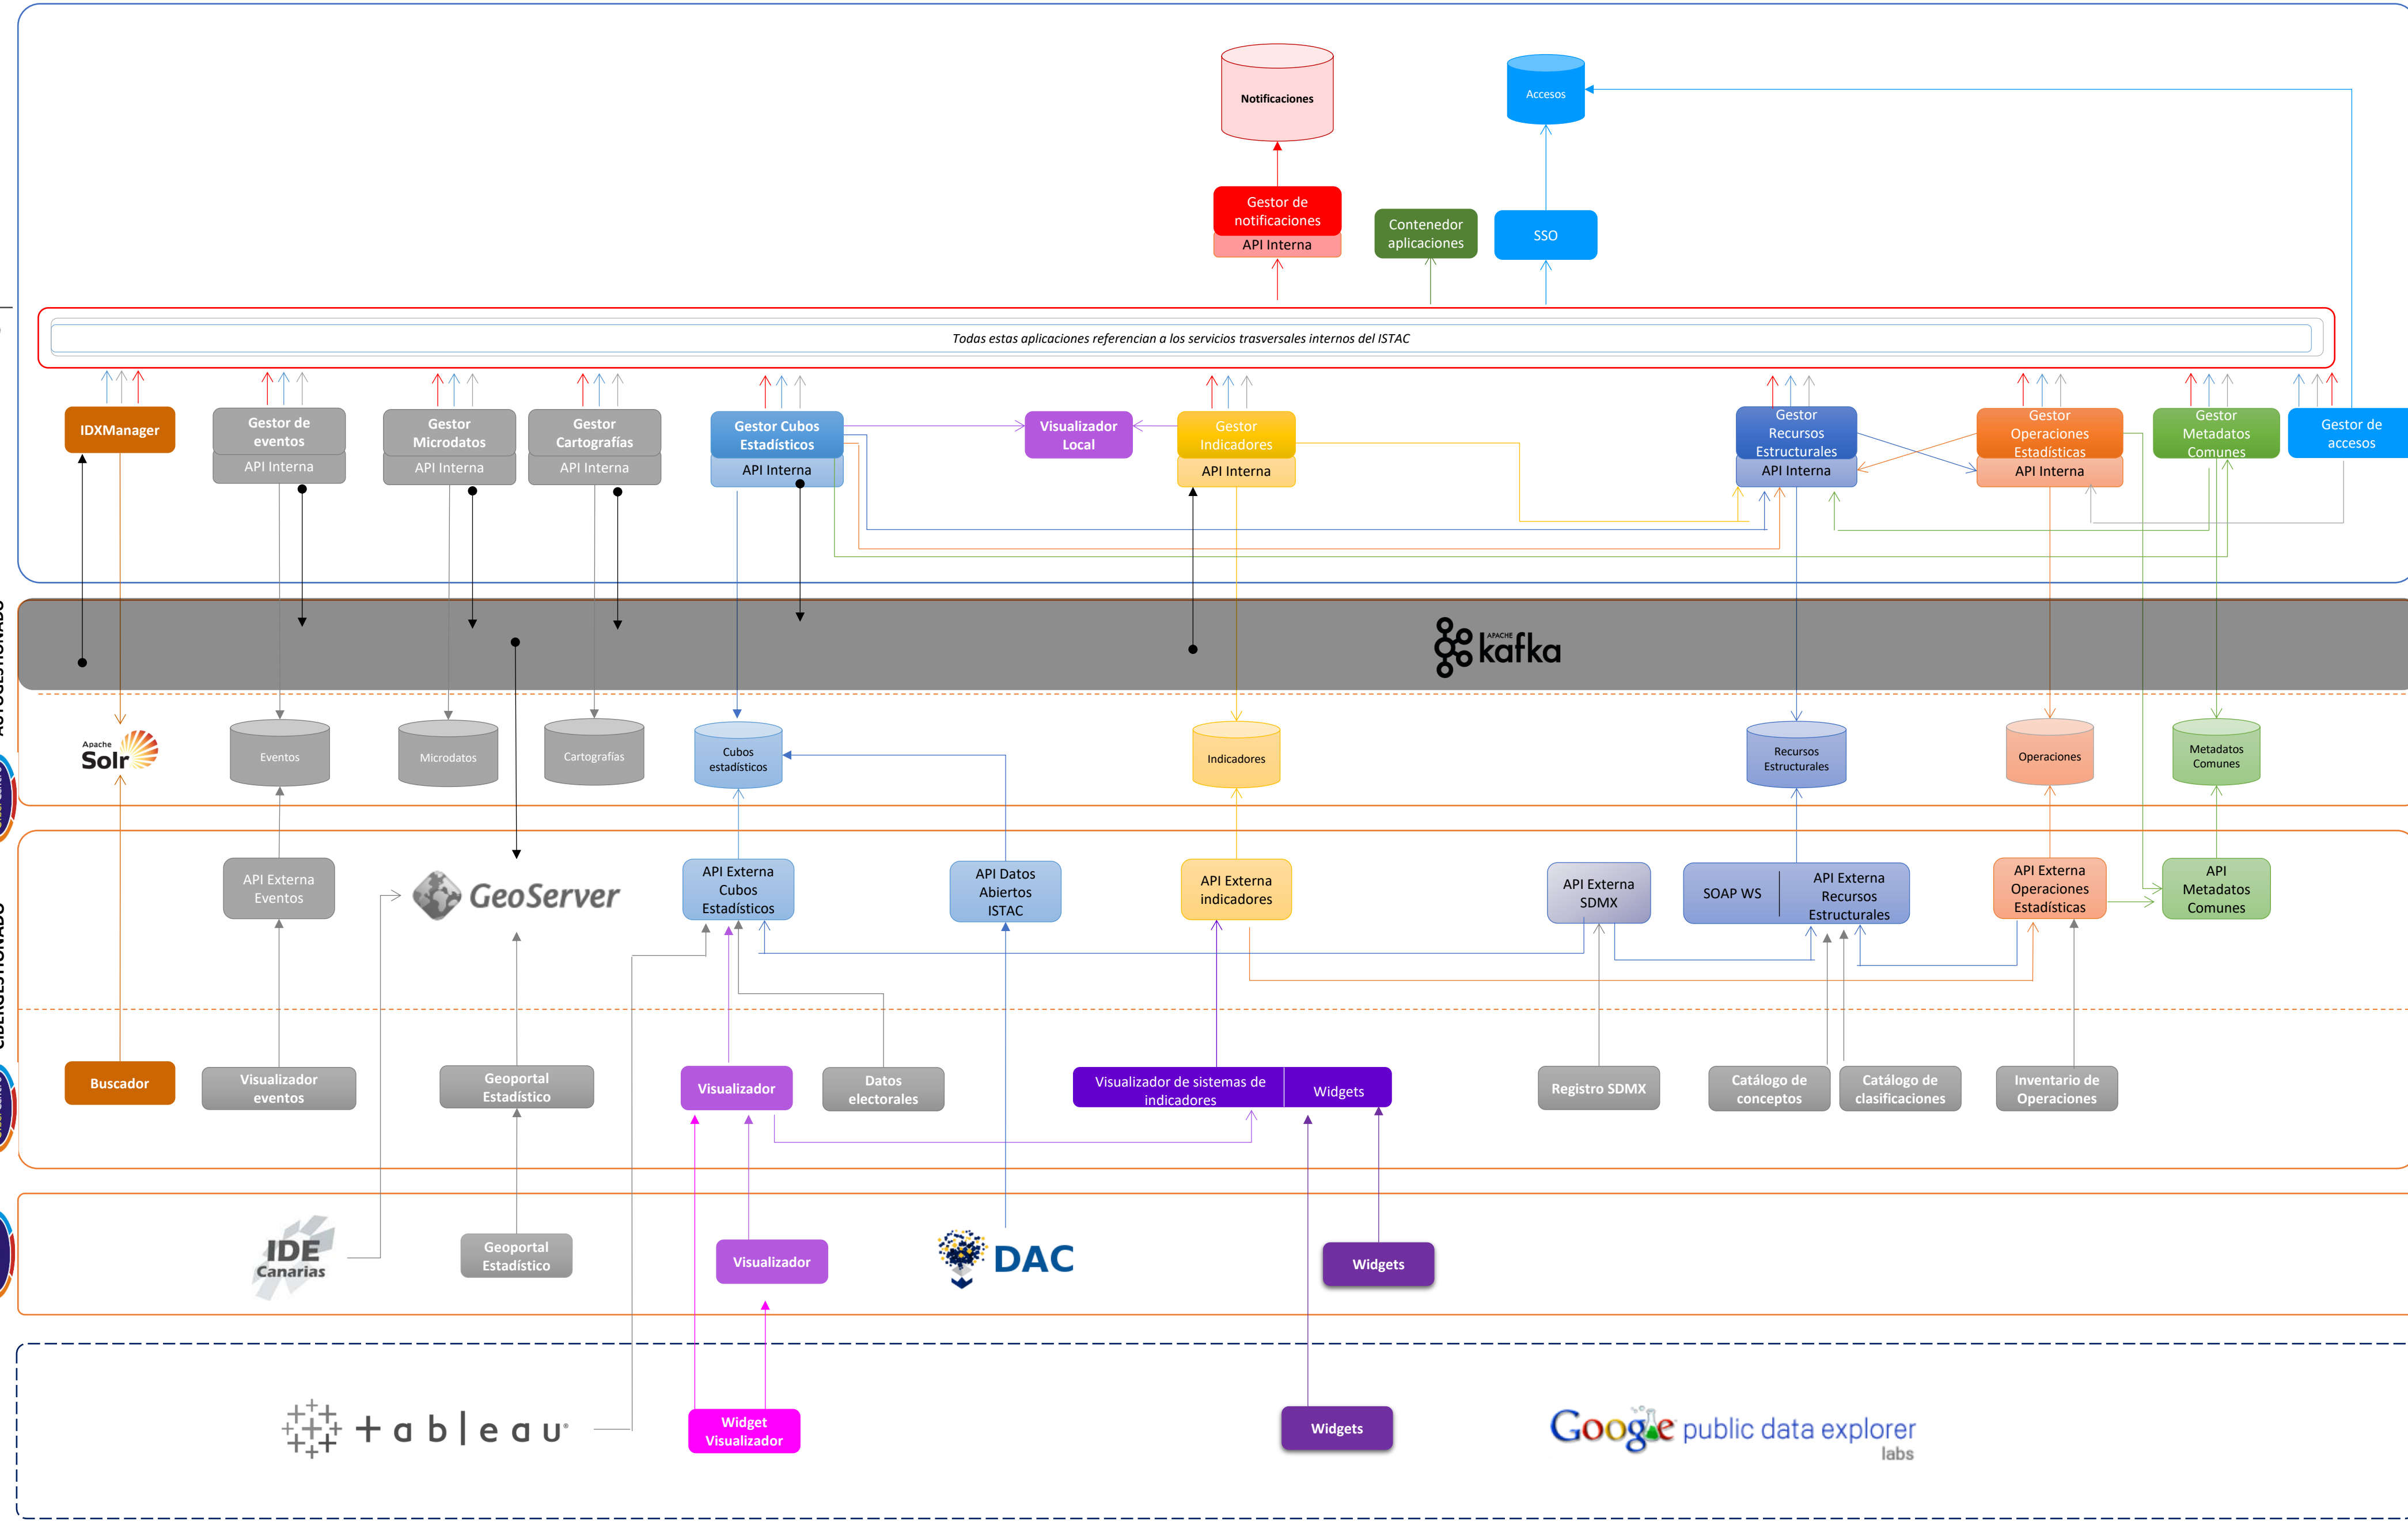 Notificaciones
Accesos
Gestor de
notificaciones
API Interna
Contenedor
aplicaciones
SSO
Todas estas aplicaciones referencian a los servicios trasversales internos del ISTAC
IDXManager
Gestor de
eventos
API Interna
Gestor
Microdatos
API Interna
Gestor
Cartografías
API Interna
Gestor Cubos
Estadísticos
API Interna
Visualizador
Local
Gestor
Indicadores
API Interna
Gestor
Recursos
Estructurales
API Interna
Gestor
Operaciones
Estadísticas
API Interna
Gestor
Metadatos
Comunes
Gestor de
accesos
AUTOGESTIONADO
APACHE
kafka
Apache
Solr
Eventos
Microdatos
Cartografías
Cubos
estadísticos
Indicadores
Recursos
Estructurales
Operaciones
Metadatos
Comunes
CIBERGESTIONADO
API Externa
Eventos
GeoServer
API Externa
Cubos
Estadísticos
API Datos
Abiertos
ISTAC
API Externa
indicadores
API Externa
SDMX
SOAP WS
API Externa
Recursos
Estructurales
API Externa
Operaciones
Estadísticas
API
Metadatos
Comunes
Buscador
Visualizador
eventos
Geoportal
Estadístico
Visualizador
Datos
electorales
Visualizador de sistemas de
indicadores
Widgets
Registro SDMX
Catálogo de
conceptos
Catálogo de
clasificaciones
Inventario de
Operaciones
IDE
Canarias
Geoportal
Estadístico
Visualizador
DAC
Widgets
+ableau
Widget
Visualizador
Widgets
Google public data explorer
labs